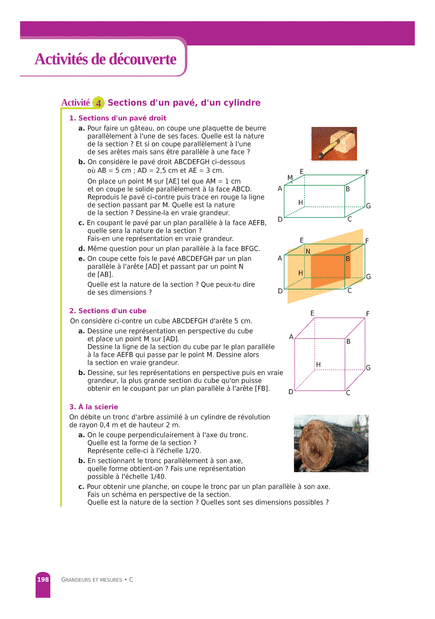 Activités de découverte
Activité 4 Sections d'un pavé, d'un cylindre
1. Sections d'un pavé droit
a. Pour faire un gâteau, on coupe une plaquette de beurre
parallèlement à l'une de ses faces. Quelle est la nature
de la section ? Et si on coupe parallèlement à l'une
de ses arêtes mais sans être parallèle à une face ?
b. On considère le pavé droit ABCDEFGH ci-dessous
où AB = 5 cm ; AD = 2,5 cm et AE = 3 cm.
On place un point M sur [AE] tel que AM = 1 cm
et on coupe le solide parallèlement à la face ABCD.
Reproduis le pavé ci-contre puis trace en rouge la ligne
de section passant par M. Quelle est la nature
de la section ? Dessine-la en vraie grandeur.
c. En coupant le pavé par un plan parallèle à la face AEFB,
quelle sera la nature de la section ?
Fais-en une représentation en vraie grandeur.
d. Même question pour un plan parallèle à la face BFGC.
e. On coupe cette fois le pavé ABCDEFGH par un plan
parallèle à l'arête [AD] et passant par un point N
de [AB].
Quelle est la nature de la section ? Que peux-tu dire
de ses dimensions ?
E F
M
A B
H G
D C
E F
N
A B
H G
D C
2. Sections d'un cube
On considère ci-contre un cube ABCDEFGH d'arête 5 cm.
a. Dessine une représentation en perspective du cube
et place un point M sur [AD].
Dessine la ligne de section du cube par le plan parallèle
à la face AEFB qui passe par le point M. Dessine alors
la section en vraie grandeur.
b. Dessine, sur les représentations en perspective puis en vraie
grandeur, la plus grande section du cube qu'on puisse
obtenir en le coupant par un plan parallèle à l'arête [FB].
E F
A B
H G
D C
3. À la scierie
On débite un tronc d'arbre assimilé à un cylindre de révolution
de rayon 0,4 m et de hauteur 2 m.
a. On le coupe perpendiculairement à l'axe du tronc.
Quelle est la forme de la section ?
Représente celle-ci à l'échelle 1/20.
b. En sectionnant le tronc parallèlement à son axe,
quelle forme obtient-on ? Fais une représentation
possible à l'échelle 1/40.
c. Pour obtenir une planche, on coupe le tronc par un plan parallèle à son axe.
Fais un schéma en perspective de la section.
Quelle est la nature de la section ? Quelles sont ses dimensions possibles ?
198 GRANDEURS ET MESURES • C